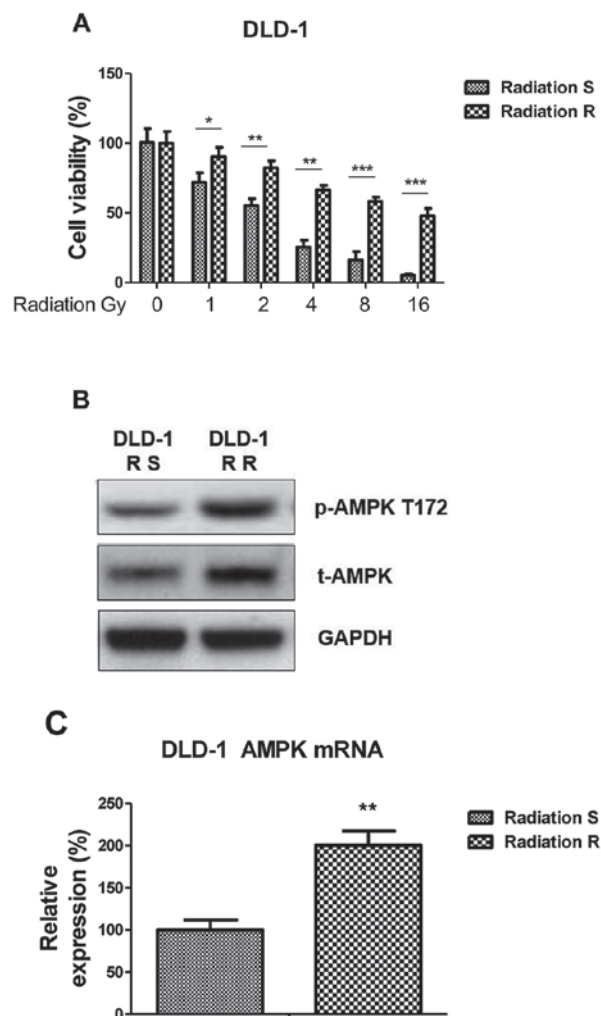 A
DLD-1
Cell viability (%)
150
100
50
0
* ** ** *** ***
Radiation Gy 0 1 2 4 8 16
Radiation S
Radiation R
B
DLD-1 DLD-1
R S R R
p-AMPK T172
t-AMPK
GAPDH
C
DLD-1 AMPK mRNA
Relative
expression (%)
250
200
150
100
50
0
**
Radiation S
Radiation R